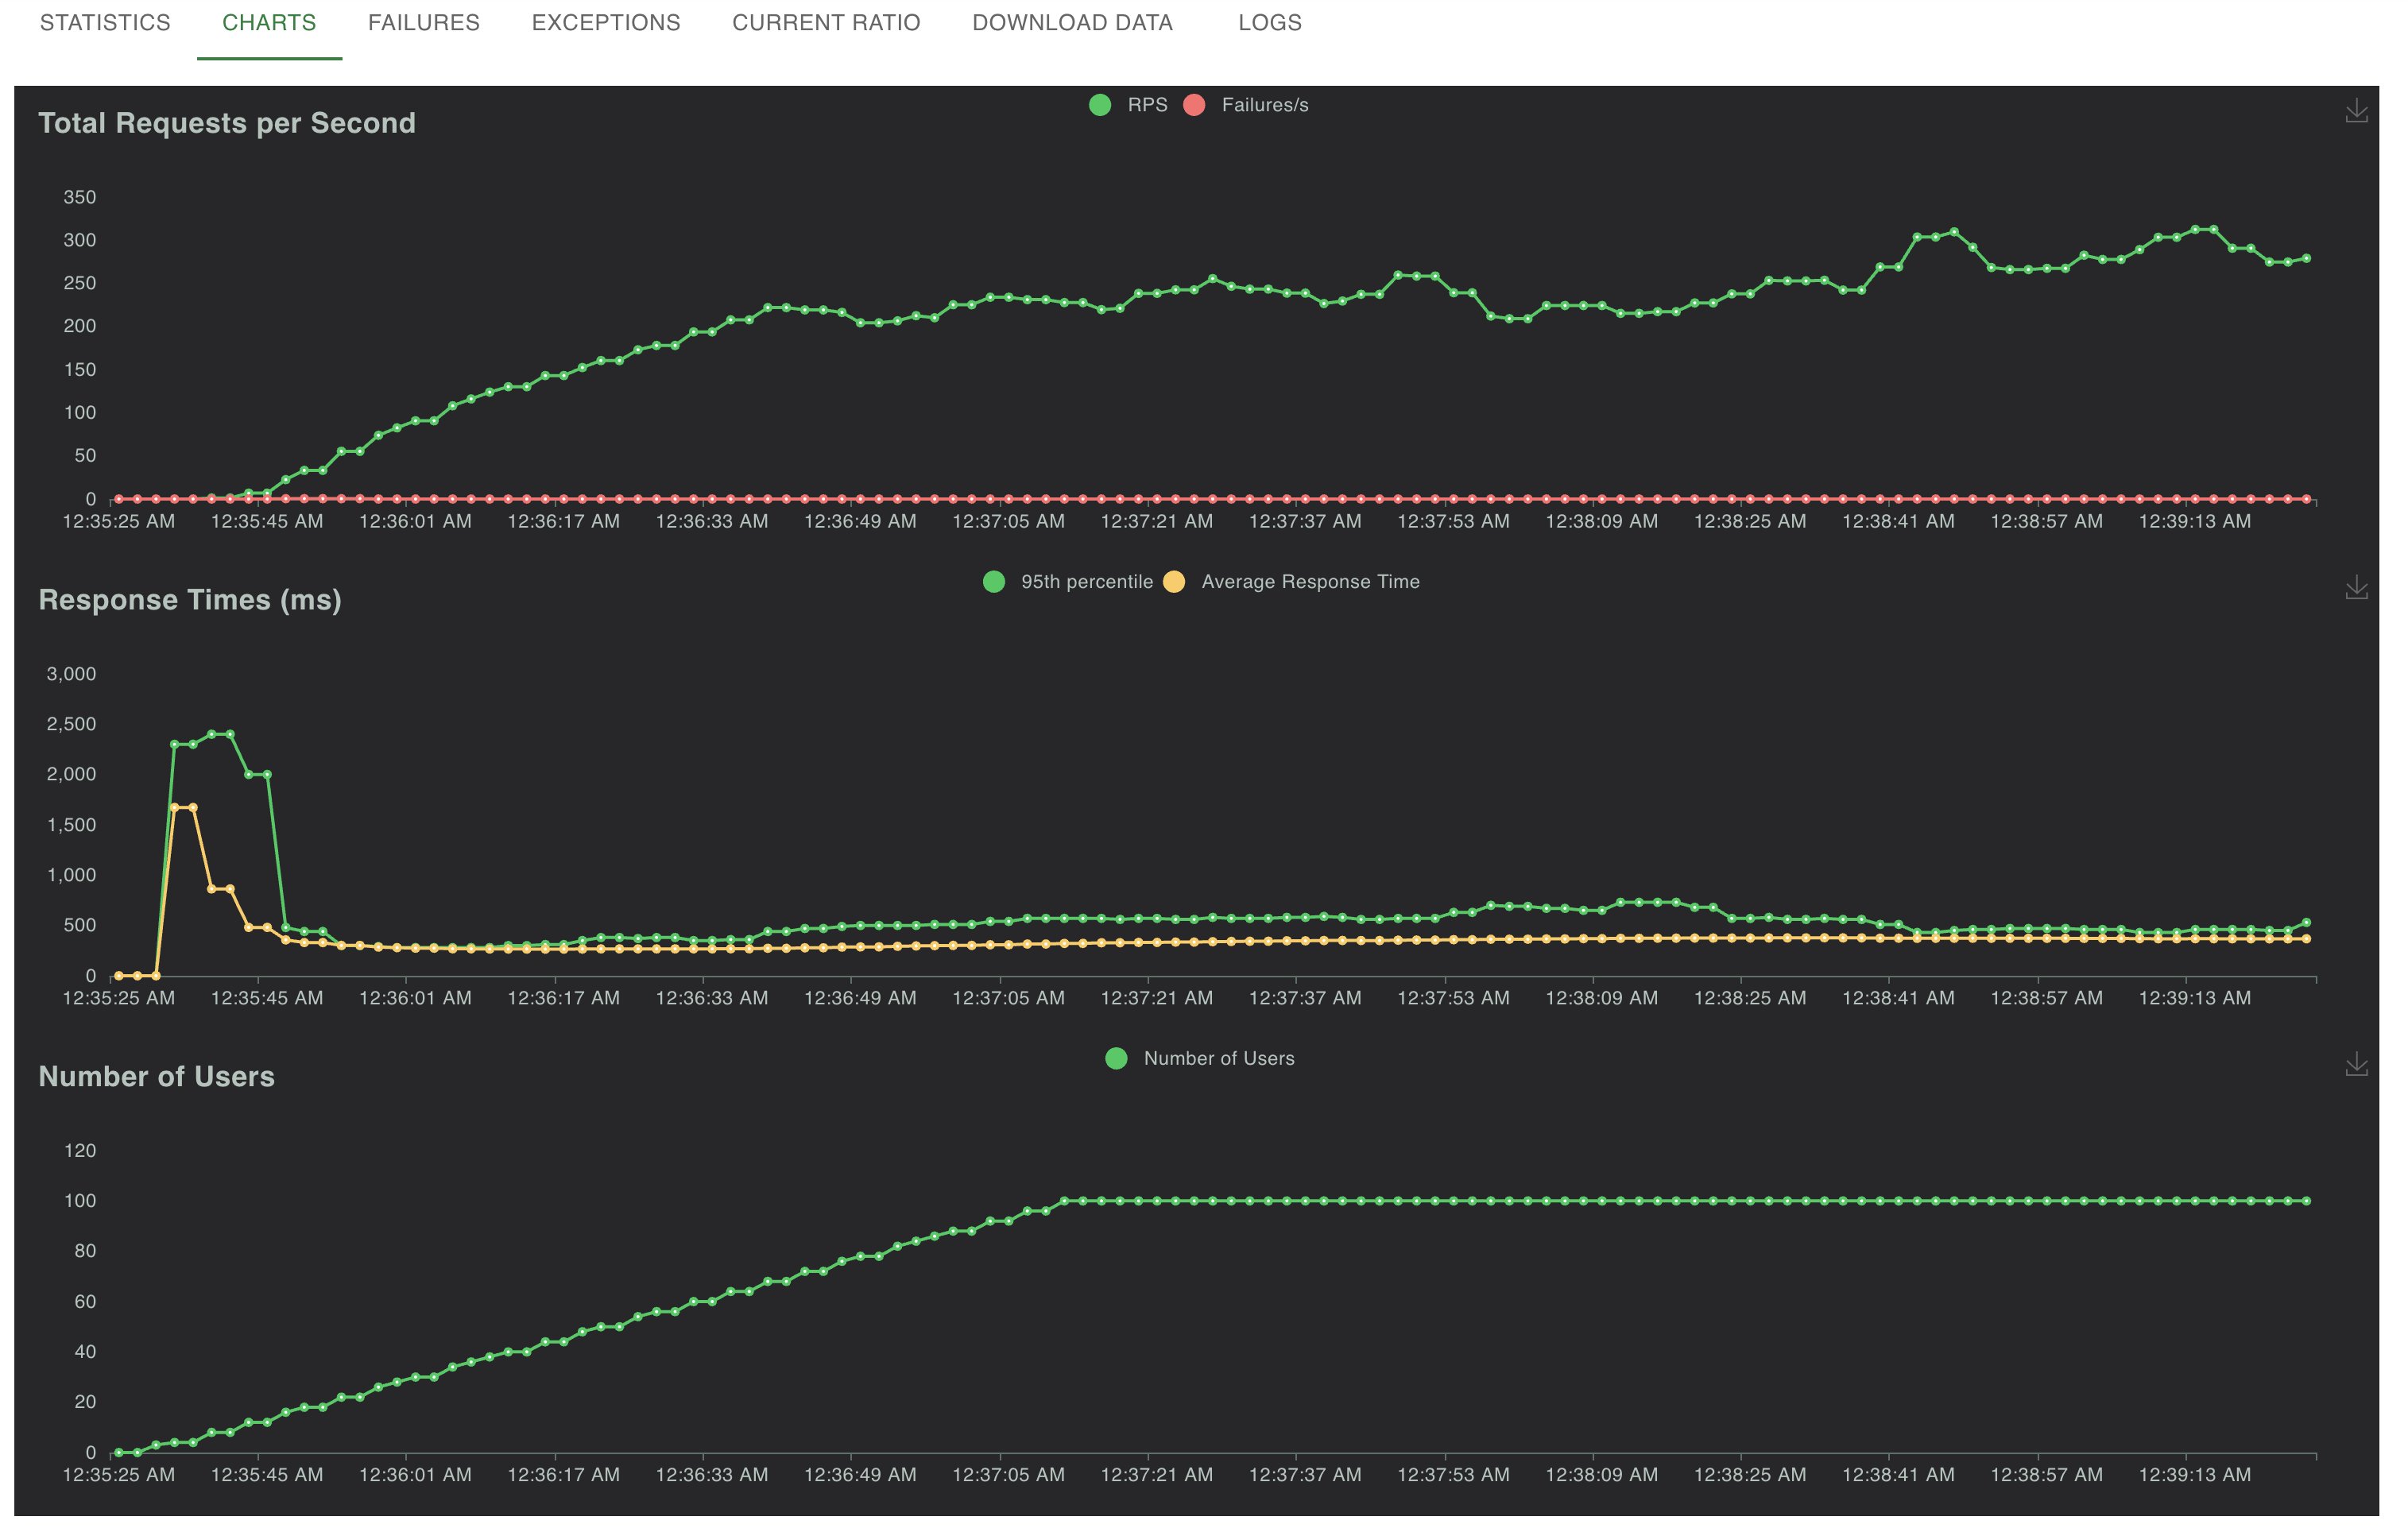 STATISTICS CHARTS FAILURES EXCEPTIONS CURRENT RATIO DOWNLOAD DATA LOGS
Total Requests per Second
RPS Failures/s
350
300
250
200
150
100
50
0
12:35:25 AM 12:35:45 AM 12:36:01 AM 12:36:17 AM 12:36:33 AM 12:36:49 AM 12:37:05 AM 12:37:21 AM 12:37:37 AM 12:37:53 AM 12:38:09 AM 12:38:25 AM 12:38:41 AM 12:38:57 AM 12:39:13 AM
Response Times (ms)
95th percentile Average Response Time
3,000
2,500
2,000
1,500
1,000
500
0
12:35:25 AM 12:35:45 AM 12:36:01 AM 12:36:17 AM 12:36:33 AM 12:36:49 AM 12:37:05 AM 12:37:21 AM 12:37:37 AM 12:37:53 AM 12:38:09 AM 12:38:25 AM 12:38:41 AM 12:38:57 AM 12:39:13 AM
Number of Users
Number of Users
120
100
80
60
40
20
0
12:35:25 AM 12:35:45 AM 12:36:01 AM 12:36:17 AM 12:36:33 AM 12:36:49 AM 12:37:05 AM 12:37:21 AM 12:37:37 AM 12:37:53 AM 12:38:09 AM 12:38:25 AM 12:38:41 AM 12:38:57 AM 12:39:13 AM